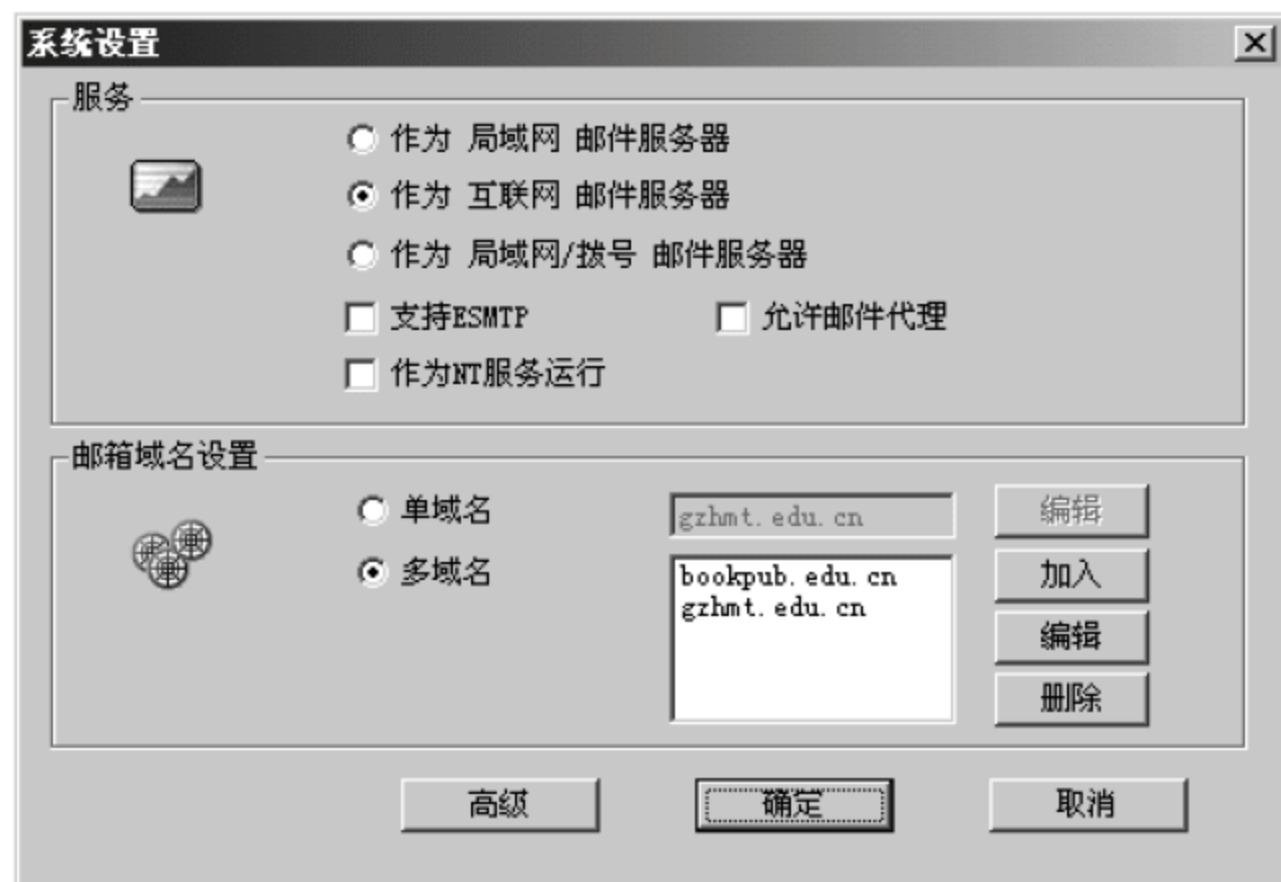 系统设置
服务
作为 局域网 邮件服务器
作为 互联网 邮件服务器
作为 局域网/拨号 邮件服务器
支持ESMTP 允许邮件代理
作为NT服务运行
邮箱域名设置
单域名 gzhmt.edu.cn 编辑
多域名 bookpub.edu.cn 加入
gzhmt.edu.cn
编辑
删除
高级 确定 取消